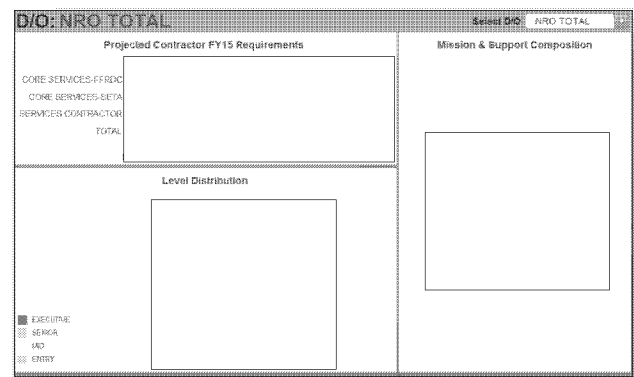 D/O: NRO TOTAL
Select D/O NRO TOTAL
Projected Contractor FY15 Requirements
CORE SERVICES-FFRDC
CORE SERVICES-SETA
SERVICES CONTRACTOR
TOTAL
Mission & Support Composition
Level Distribution
EXECUTIVE
SENIOR
MID
ENTRY